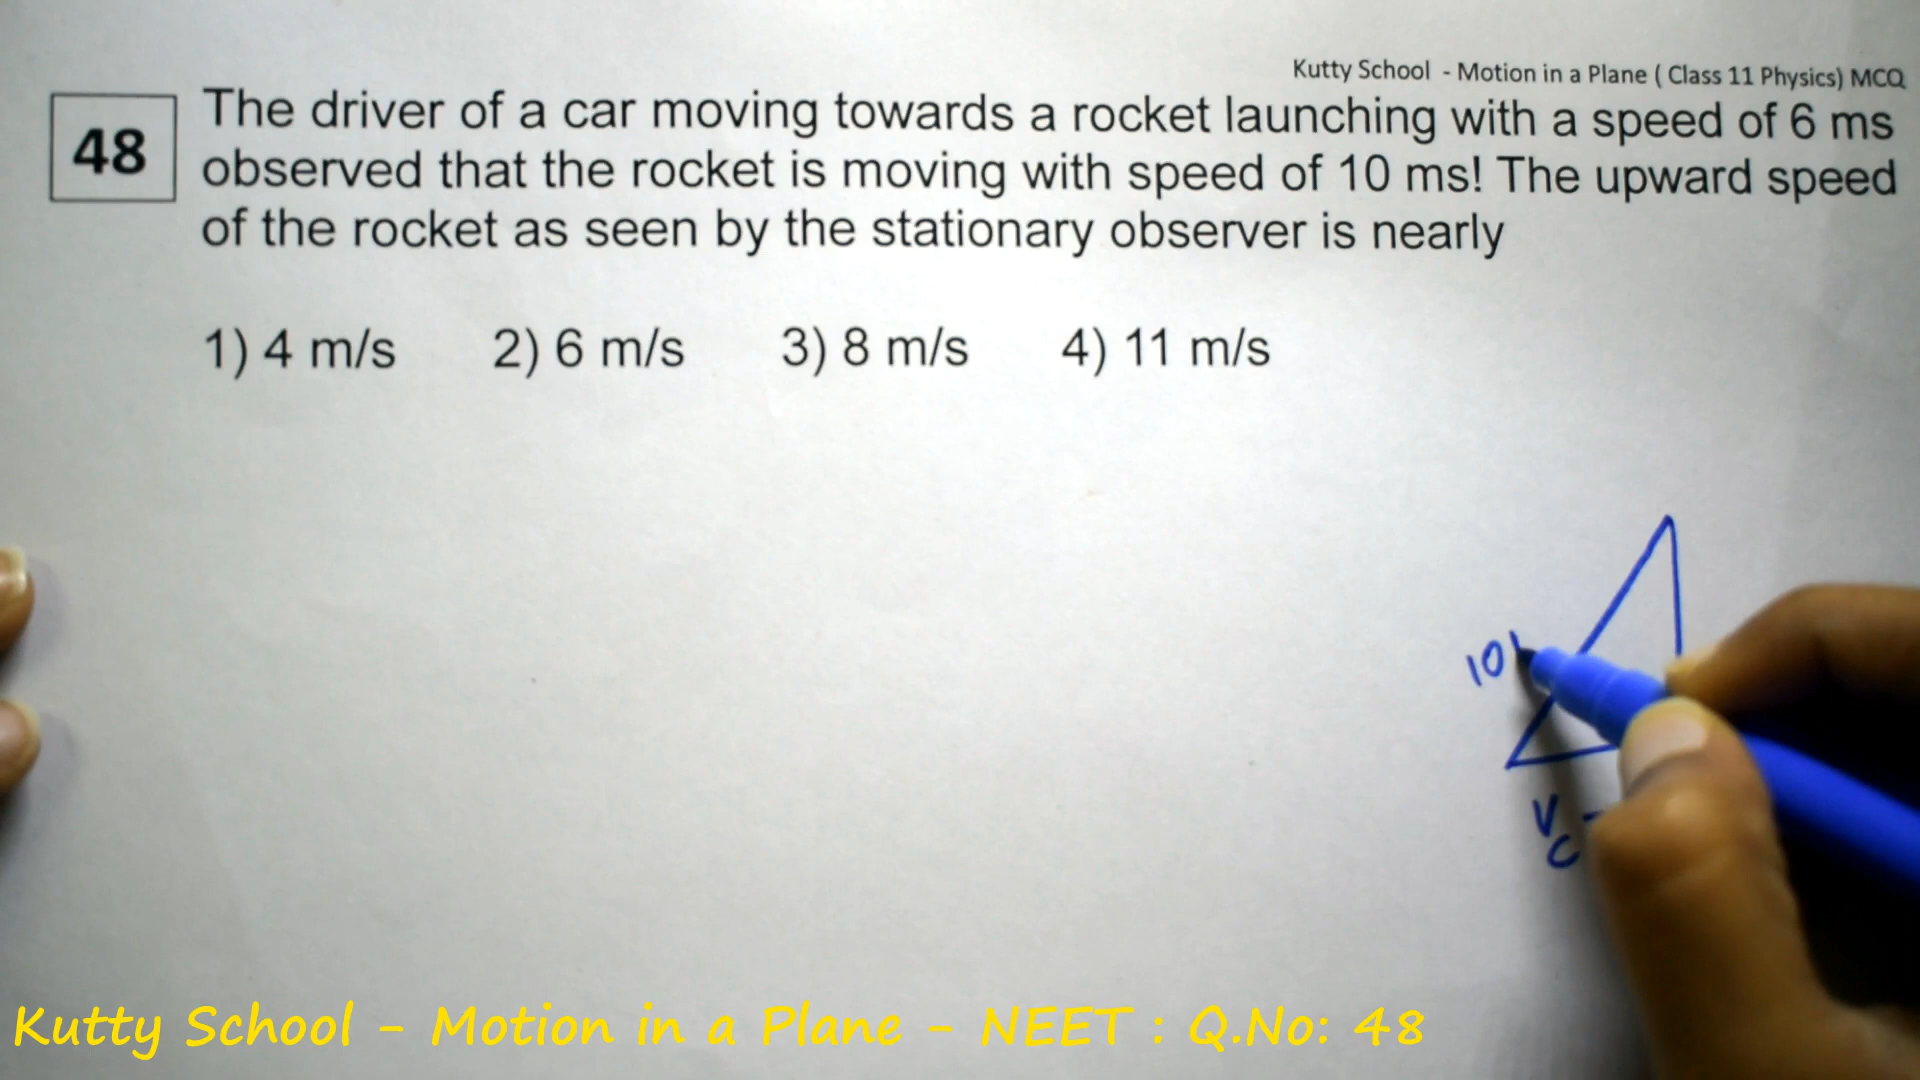 Kutty School - Motion in a Plane ( Class 11 Physics) MCQ
48
The driver of a car moving towards a rocket launching with a speed of 6 ms
observed that the rocket is moving with speed of 10 ms! The upward speed
of the rocket as seen by the stationary observer is nearly
1) 4 m/s 2) 6 m/s 3) 8 m/s 4) 11 m/s
10
V
C
Kutty School - Motion in a Plane - NEET : Q.No: 48